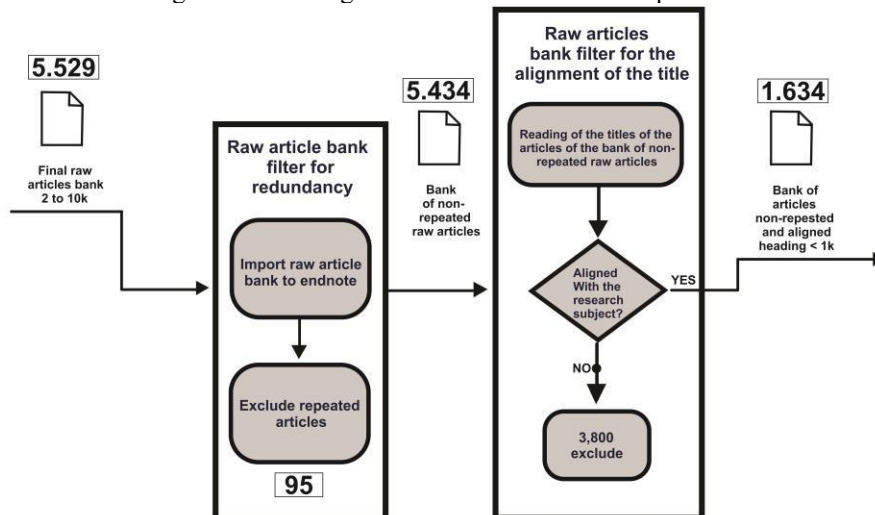 5.529
Final raw
articles bank
2 to 10k
Raw article bank
filter for
redundancy
Import raw article
bank to endnote
Exclude repeated
articles
95
5.434
Bank
of non-
repeated
raw articles
Raw articles
bank filter for the
alignment of the title
Reading of the titles of the
articles of the bank of non-
repeated raw articles
Aligned
With the
research
subject?
YES
NO
3,800
exclude
1.634
Bank of
articles
non-repested
and aligned
heading < 1k